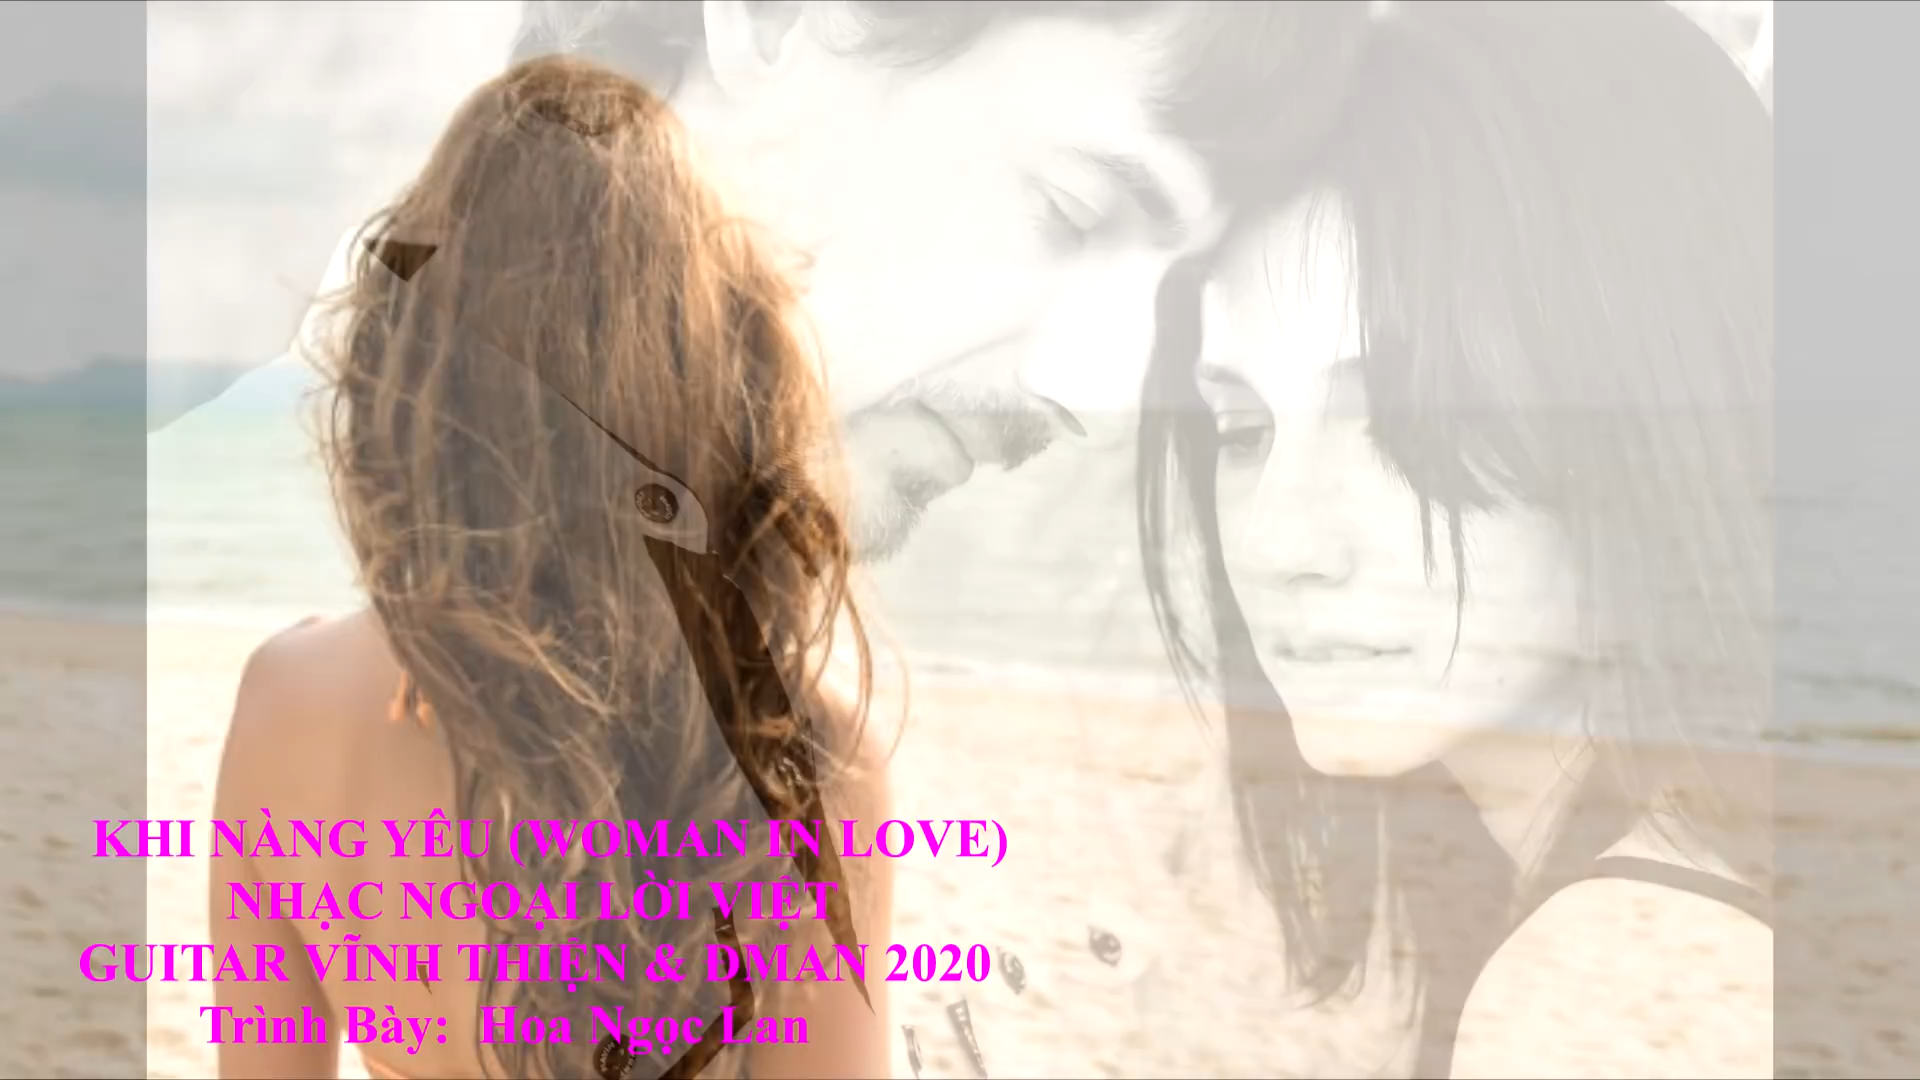 KHI NÀNG YÊU (WOMAN IN LOVE)
NHẠC NGOẠI LỜI VIỆT
GUITAR VĨNH THIỆN & ĐMAN 2020
Trình Bày: Hoa Ngọc Lan